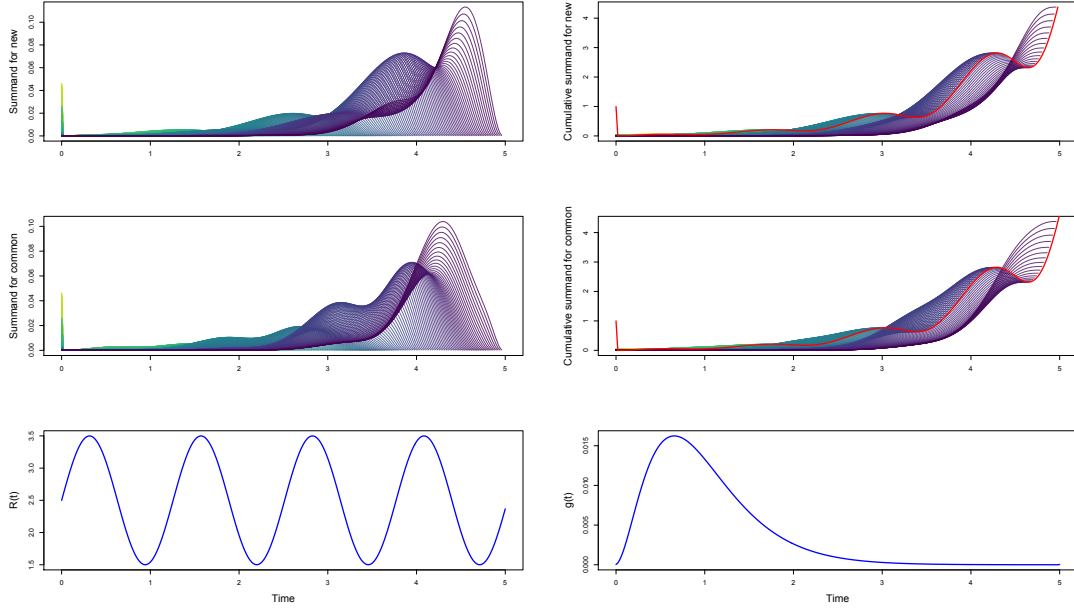 Summand for new
0.00 0.02 0.04 0.06 0.08 0.10
0 1 2 3 4 5
Cumulative summand for new
0 1 2 3 4
0 1 2 3 4 5
Summand for common
0.00 0.02 0.04 0.06 0.08 0.10
0 1 2 3 4 5
Cumulative summand for common
0 1 2 3 4
0 1 2 3 4 5
R(t)
1.5 2.0 2.5 3.0 3.5
0 1 2 3 4 5
Time
g(t)
0.000 0.005 0.010 0.015
0 1 2 3 4 5
Time